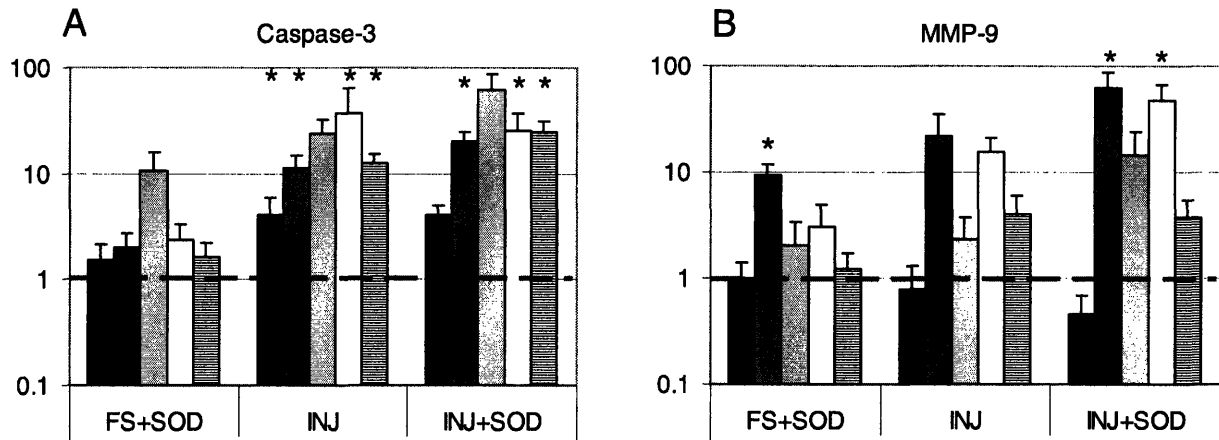 A Caspase-3
100
* * * *
* * *
10
1
0.1
FS+SOD INJ INJ+SOD
B MMP-9
100
* *
*
10
1
0.1
FS+SOD INJ INJ+SOD